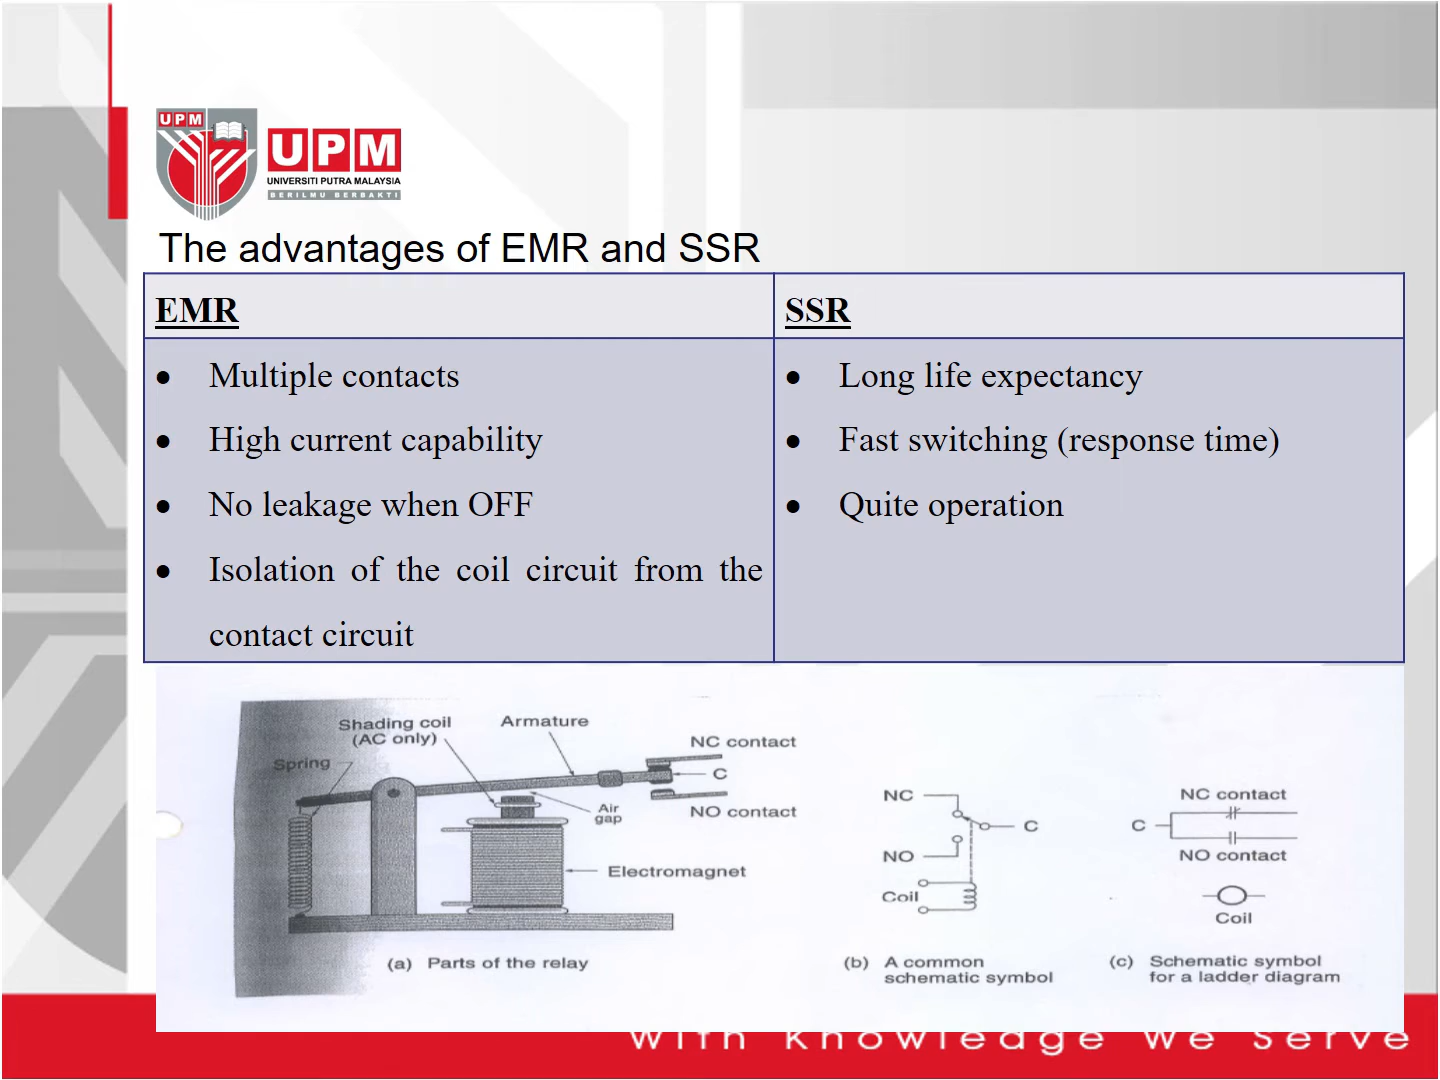 UPM
UPM
UNIVERSITI PUTRA MALAYSIA
BERILMU BERBAKTI
The advantages of EMR and SSR
EMR
SSR
• Multiple contacts
• High current capability
• No leakage when OFF
• Isolation of the coil circuit from the
contact circuit
• Long life expectancy
• Fast switching (response time)
• Quite operation
Shading coil
(AC only)
Armature
Spring
NC contact
C
Air
gap
NO contact
Electromagnet
(a) Parts of the relay
NC
C
NO
Coil
(b) A common
schematic symbol
NC contact
C
NO contact
Coil
(c) Schematic symbol
for a ladder diagram
With Knowledge We Serve